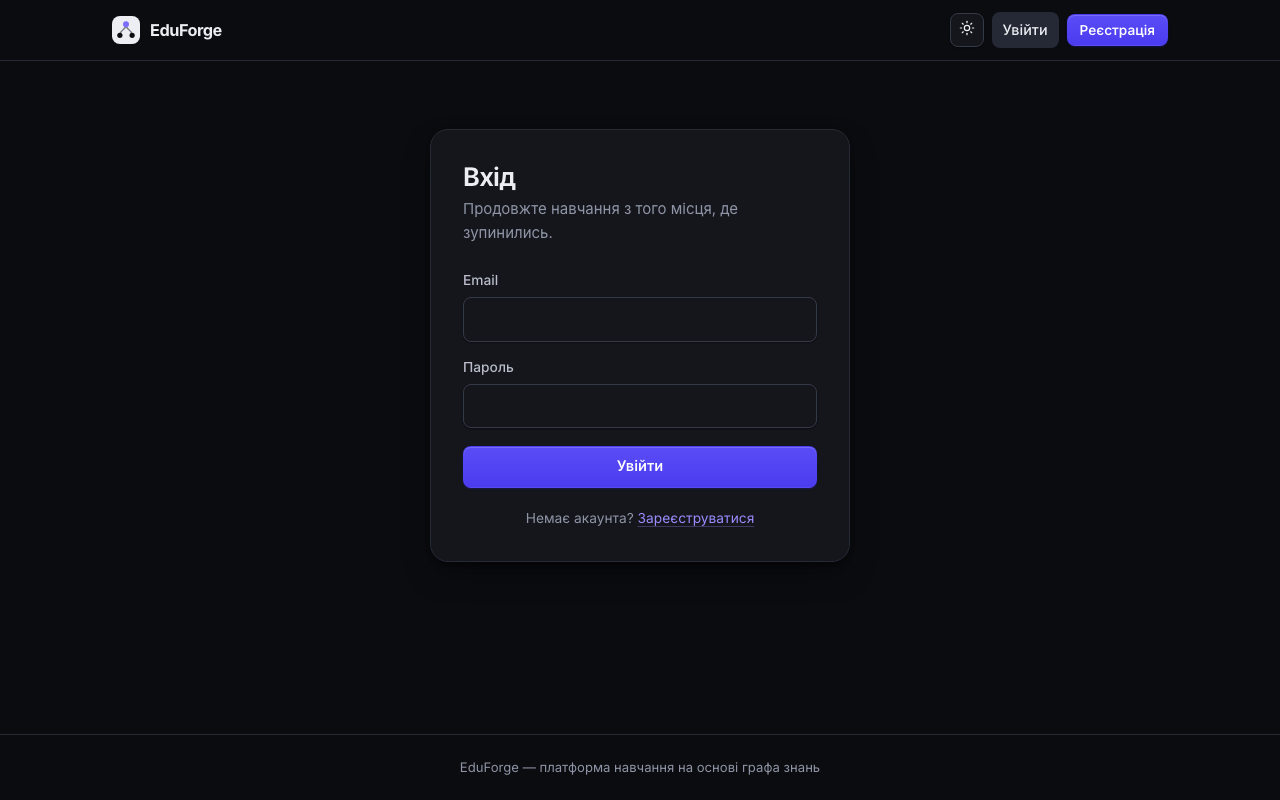 EduForge
Увійти
Реєстрація
Вхід
Продовжте навчання з того місця, де
зупинились.
Email
Пароль
Увійти
Немає акаунта? Зареєструватися
EduForge — платформа навчання на основі графа знань